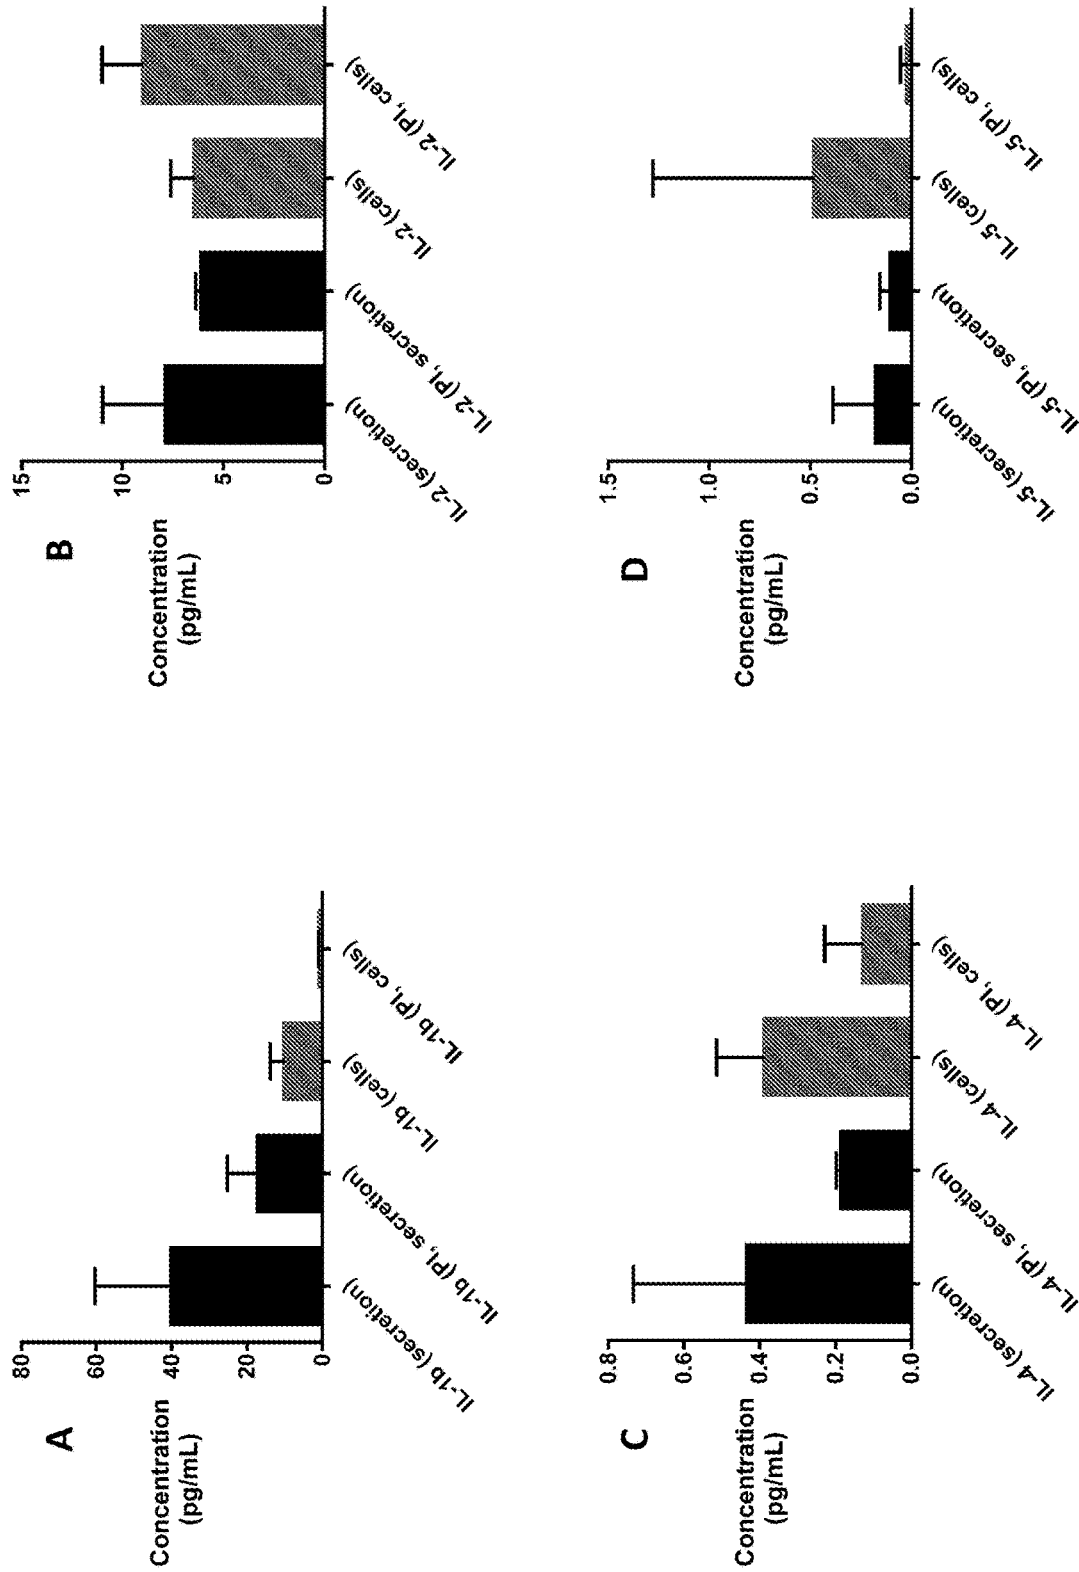 A
Concentration
(pg/mL)
80
60
40
20
0
IL-1b (secretion)
IL-1b (PI, secretion)
IL-1b (cells)
IL-1b (PI, cells)
B
Concentration
(pg/mL)
15
10
5
0
IL-2 (secretion)
IL-2 (PI, secretion)
IL-2 (cells)
IL-2 (PI, cells)
C
Concentration
(pg/mL)
0.8
0.6
0.4
0.2
0.0
IL-4 (secretion)
IL-4 (PI, secretion)
IL-4 (cells)
IL-4 (PI, cells)
D
Concentration
(pg/mL)
1.5
1.0
0.5
0.0
IL-5 (secretion)
IL-5 (PI, secretion)
IL-5 (cells)
IL-5 (PI, cells)